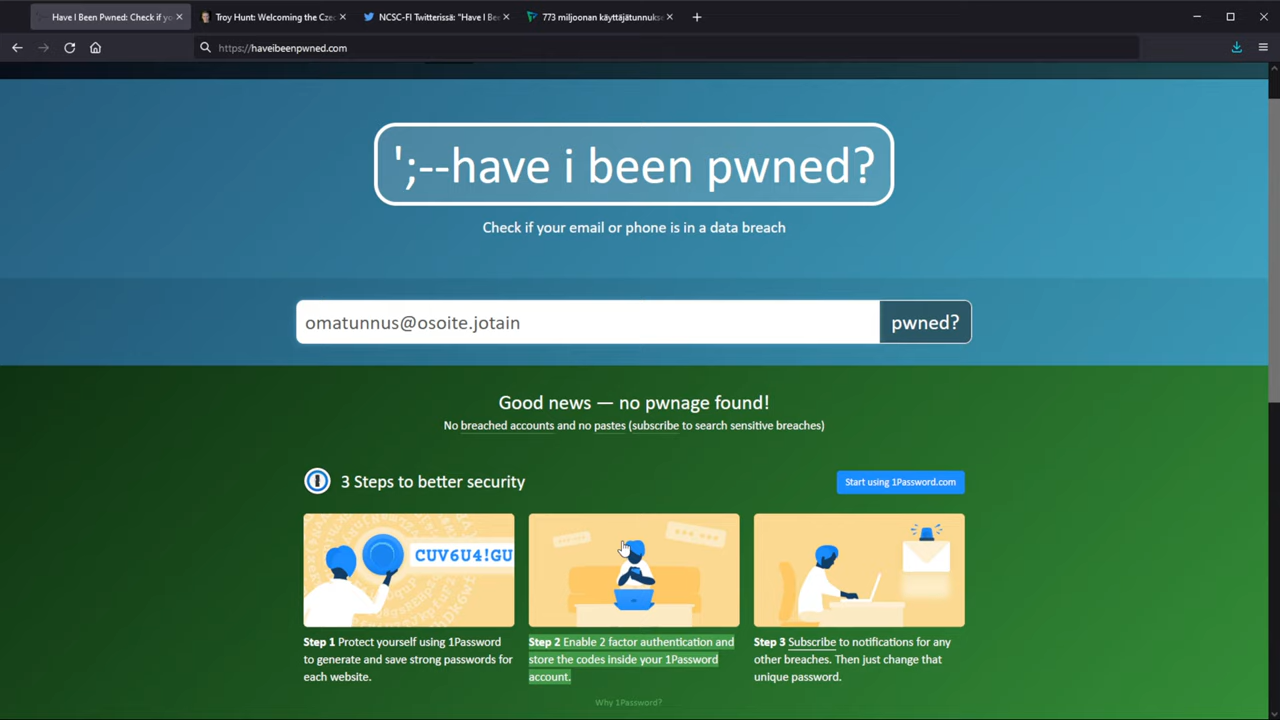 Have I Been Pwned: Check if yo
Troy Hunt: Welcoming the Czec
NCSC-FI Twitterissä: "Have I Be
773 miljoonan käyttäjätunnukse
https://haveibeenpwned.com
';--have i been pwned?
Check if your email or phone is in a data breach
omatunnus@osoite.jotain
pwned?
Good news — no pwnage found!
No breached accounts and no pastes (subscribe to search sensitive breaches)
3 Steps to better security
Start using 1Password.com
CUV6U4!GU
Step 1 Protect yourself using 1Password
to generate and save strong passwords for
each website.
Step 2 Enable 2 factor authentication and
store the codes inside your 1Password
account.
Step 3 Subscribe to notifications for any
other breaches. Then just change that
unique password.
Why 1Password?